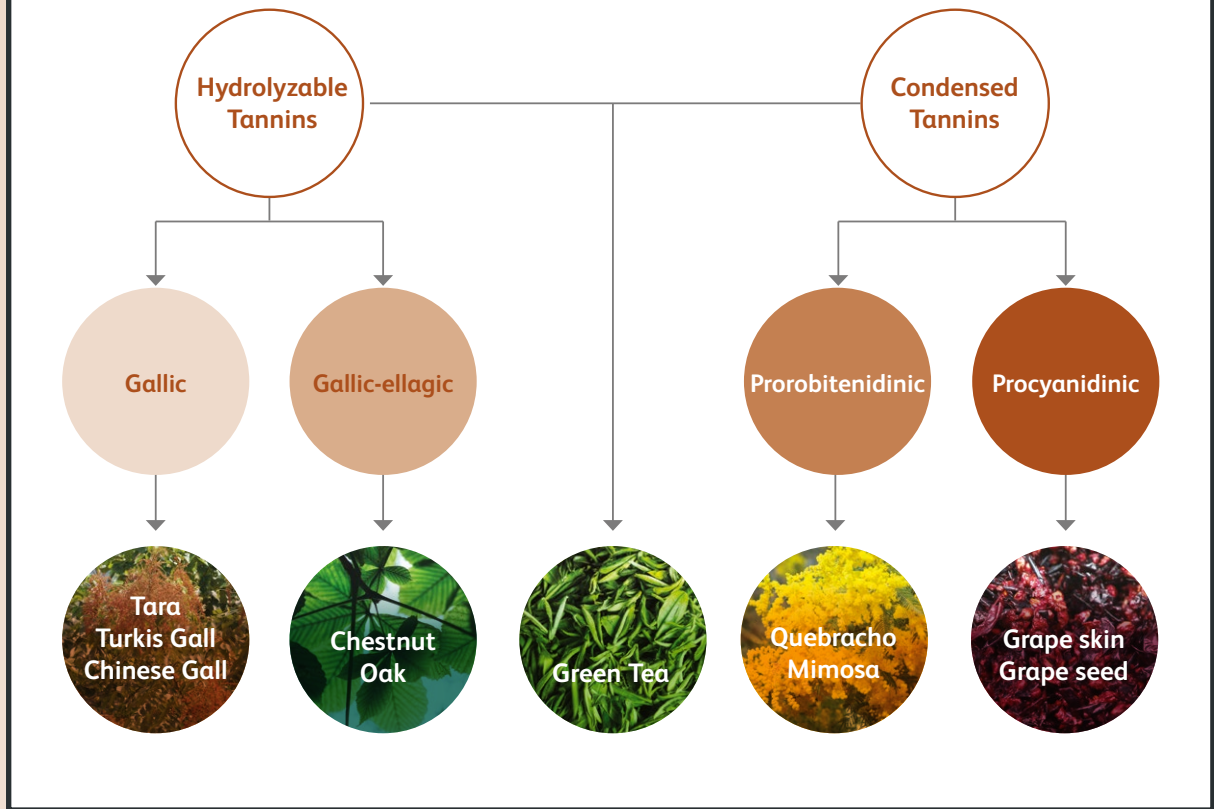 Hydrolyzable
Tannins
Condensed
Tannins
Gallic
Gallic-ellagic
Prorobitenidinic
Procyanidinic
Tara
Turkis Gall
Chinese Gall
Chestnut
Oak
Green Tea
Quebracho
Mimosa
Grape skin
Grape seed